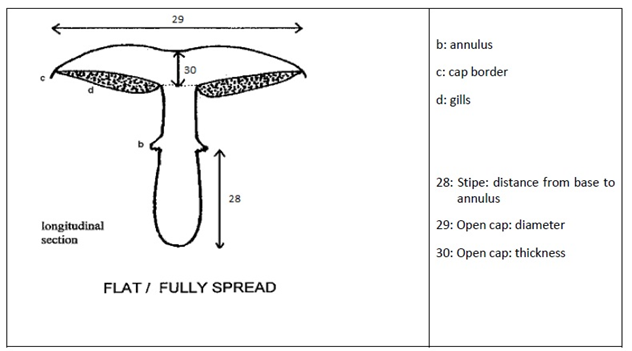 29
30
c
d
b
28
longitudinal
section
FLAT / FULLY SPREAD
b: annulus
c: cap border
d: gills
28: Stipe: distance from base to
annulus
29: Open cap: diameter
30: Open cap: thickness